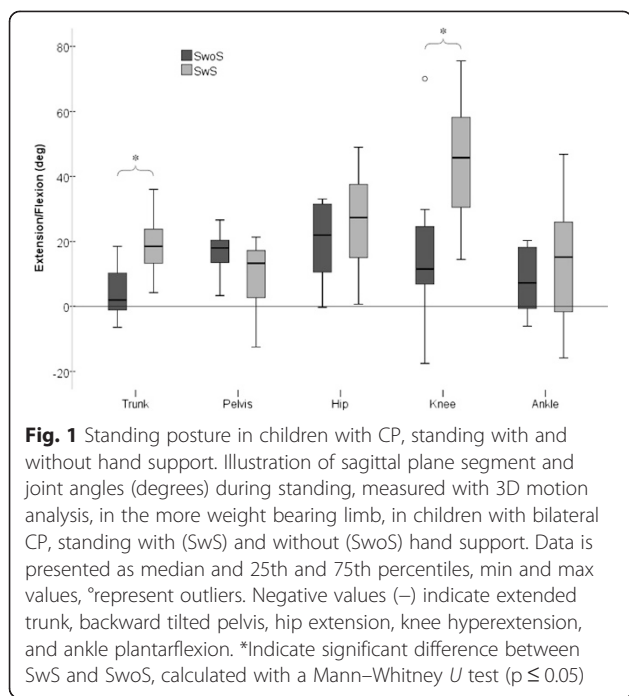 80
60
40
20
0
-20
Extension/Flexion (deg)
SwoS
SwS
*
*
Trunk
Pelvis
Hip
Knee
Ankle
Fig. 1 Standing posture in children with CP, standing with and
without hand support. Illustration of sagittal plane segment and
joint angles (degrees) during standing, measured with 3D motion
analysis, in the more weight bearing limb, in children with bilateral
CP, standing with (SwS) and without (SwoS) hand support. Data is
presented as median and 25th and 75th percentiles, min and max
values, °represent outliers. Negative values (−) indicate extended
trunk, backward tilted pelvis, hip extension, knee hyperextension,
and ankle plantarflexion. *Indicate significant difference between
SwS and SwoS, calculated with a Mann–Whitney U test (p ≤ 0.05)